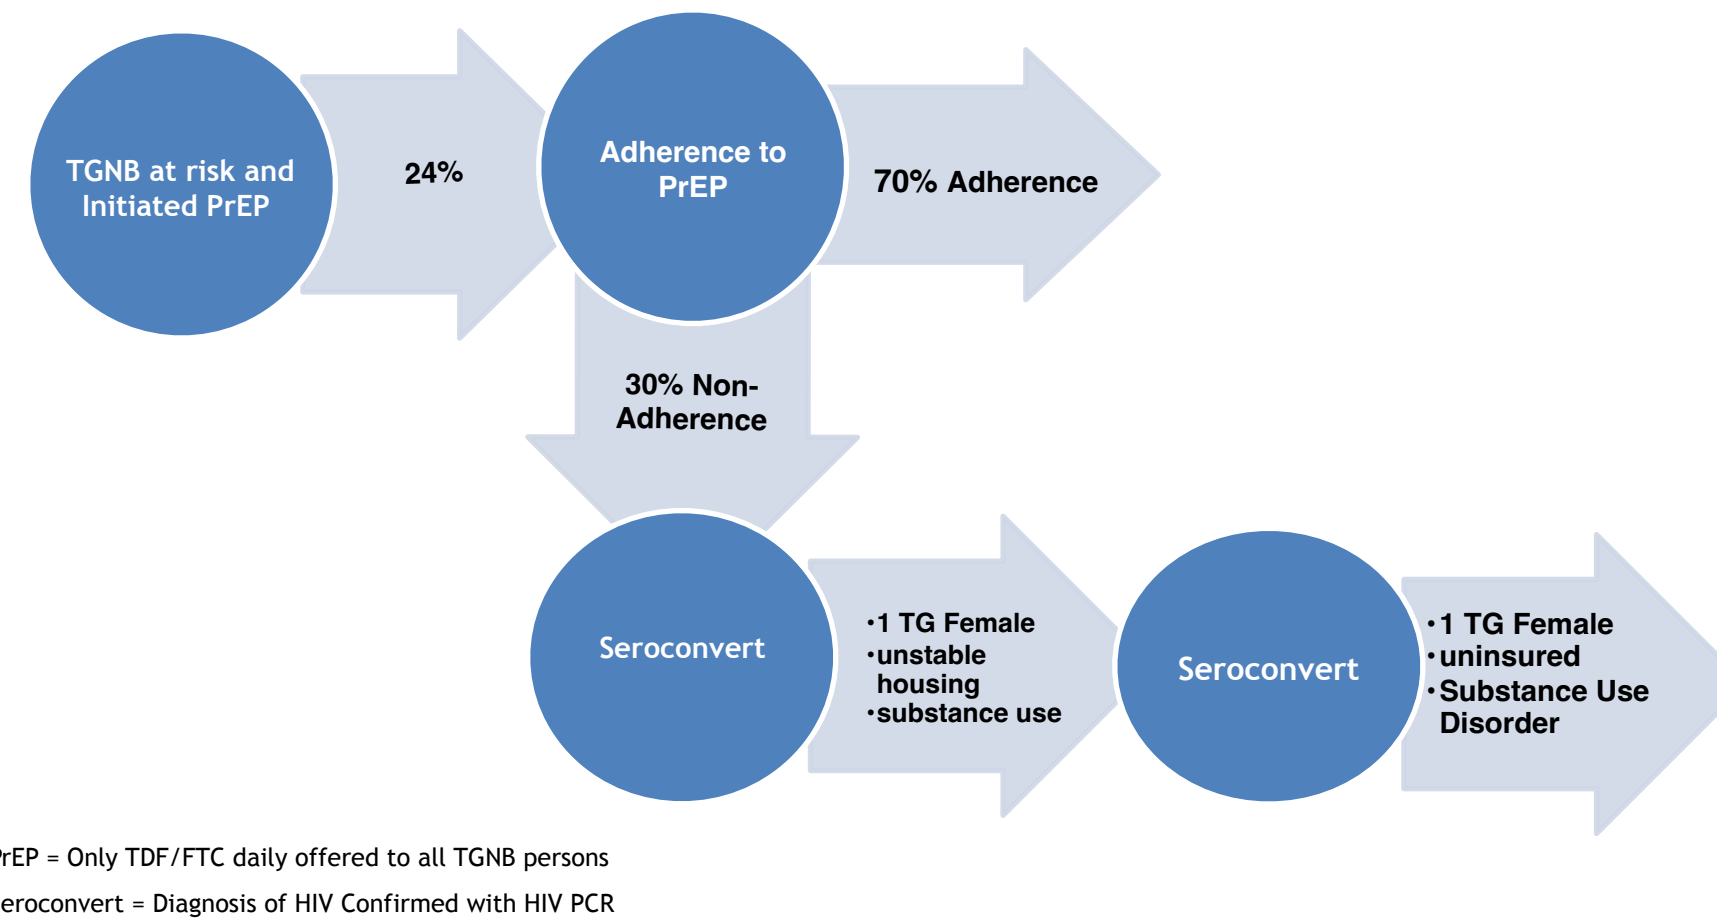 TGNB at risk and
Initiated PrEP
24%
Adherence to
PrEP
70% Adherence
30% Non-
Adherence
Seroconvert
•1 TG Female
•unstable
housing
•substance use
Seroconvert
•1 TG Female
•uninsured
•Substance Use
Disorder
rEP = Only TDF/FTC daily offered to all TGNB persons
eroconvert = Diagnosis of HIV Confirmed with HIV PCR